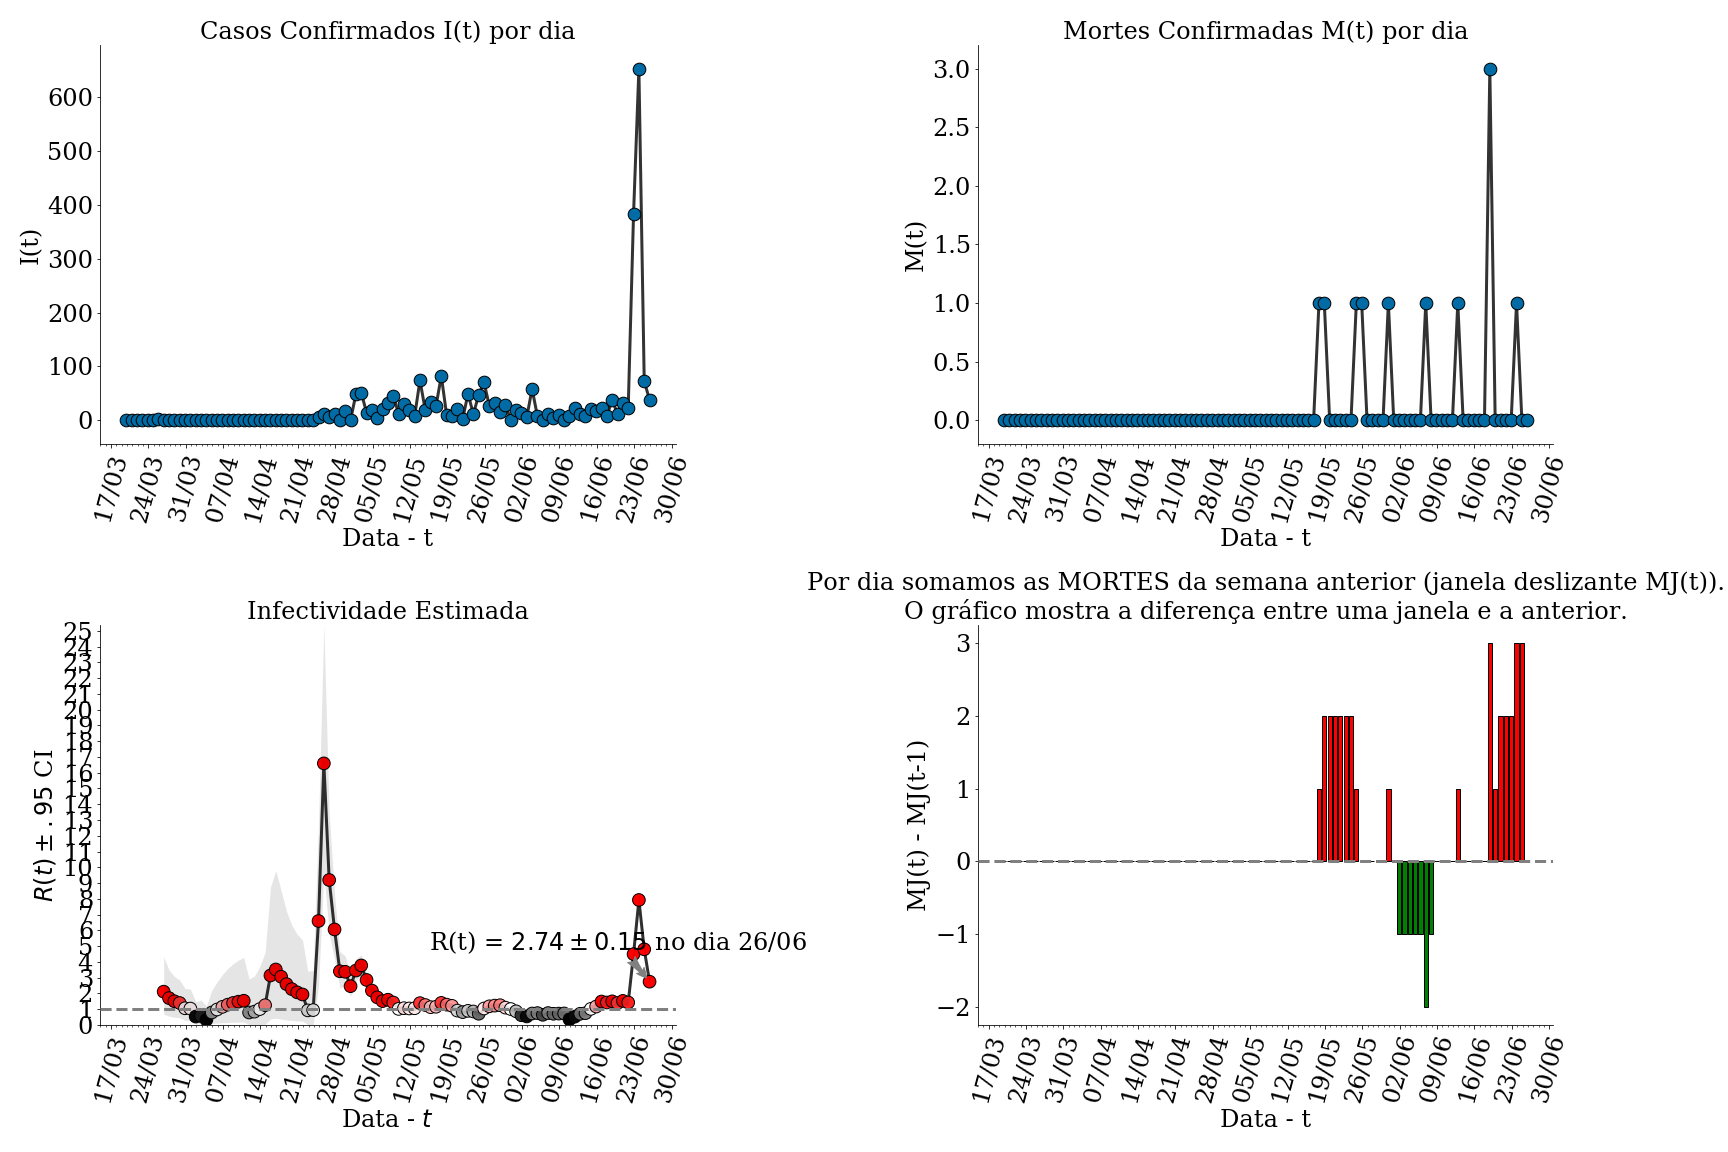 Casos Confirmados I(t) por dia
I(t)
600
500
400
300
200
100
0
17/03 24/03 31/03 07/04 14/04 21/04 28/04 05/05 12/05 19/05 26/05 02/06 09/06 16/06 23/06 30/06
Data - t
Mortes Confirmadas M(t) por dia
M(t)
3.0
2.5
2.0
1.5
1.0
0.5
0.0
17/03 24/03 31/03 07/04 14/04 21/04 28/04 05/05 12/05 19/05 26/05 02/06 09/06 16/06 23/06 30/06
Data - t
Infectividade Estimada
R(t) ± .95 CI
25
24
23
22
21
20
19
18
17
16
15
14
13
12
11
10
9
8
7
6
5
4
3
2
1
0
R(t) = 2.74 ± 0.15 no dia 26/06
17/03 24/03 31/03 07/04 14/04 21/04 28/04 05/05 12/05 19/05 26/05 02/06 09/06 16/06 23/06 30/06
Data - t
Por dia somamos as MORTES da semana anterior (janela deslizante MJ(t)).
O gráfico mostra a diferença entre uma janela e a anterior.
MJ(t) - MJ(t-1)
3
2
1
0
−1
−2
17/03 24/03 31/03 07/04 14/04 21/04 28/04 05/05 12/05 19/05 26/05 02/06 09/06 16/06 23/06 30/06
Data - t